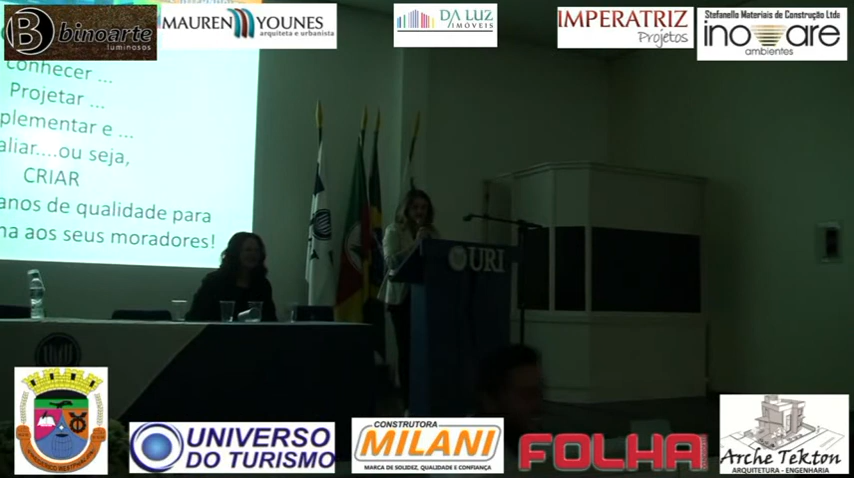 Binoarte
luminosos
MAUREN YOUNES
arquiteta e urbanista
DA LUZ
IMÓVEIS
IMPERATRIZ
Projetos
Stefanello Materiais de Construção Ltda
inovare
ambientes
conhecer ...
Projetar ...
plementar e ...
aliar....ou seja,
CRIAR
anos de qualidade para
na aos seus moradores!
URI
UNIVERSO
DO TURISMO
CONSTRUTORA
MILANI
MARCA DE SOLIDEZ, QUALIDADE E CONFIANÇA
FOLHA
Arche Tekton
ARQUITETURA - ENGENHARIA